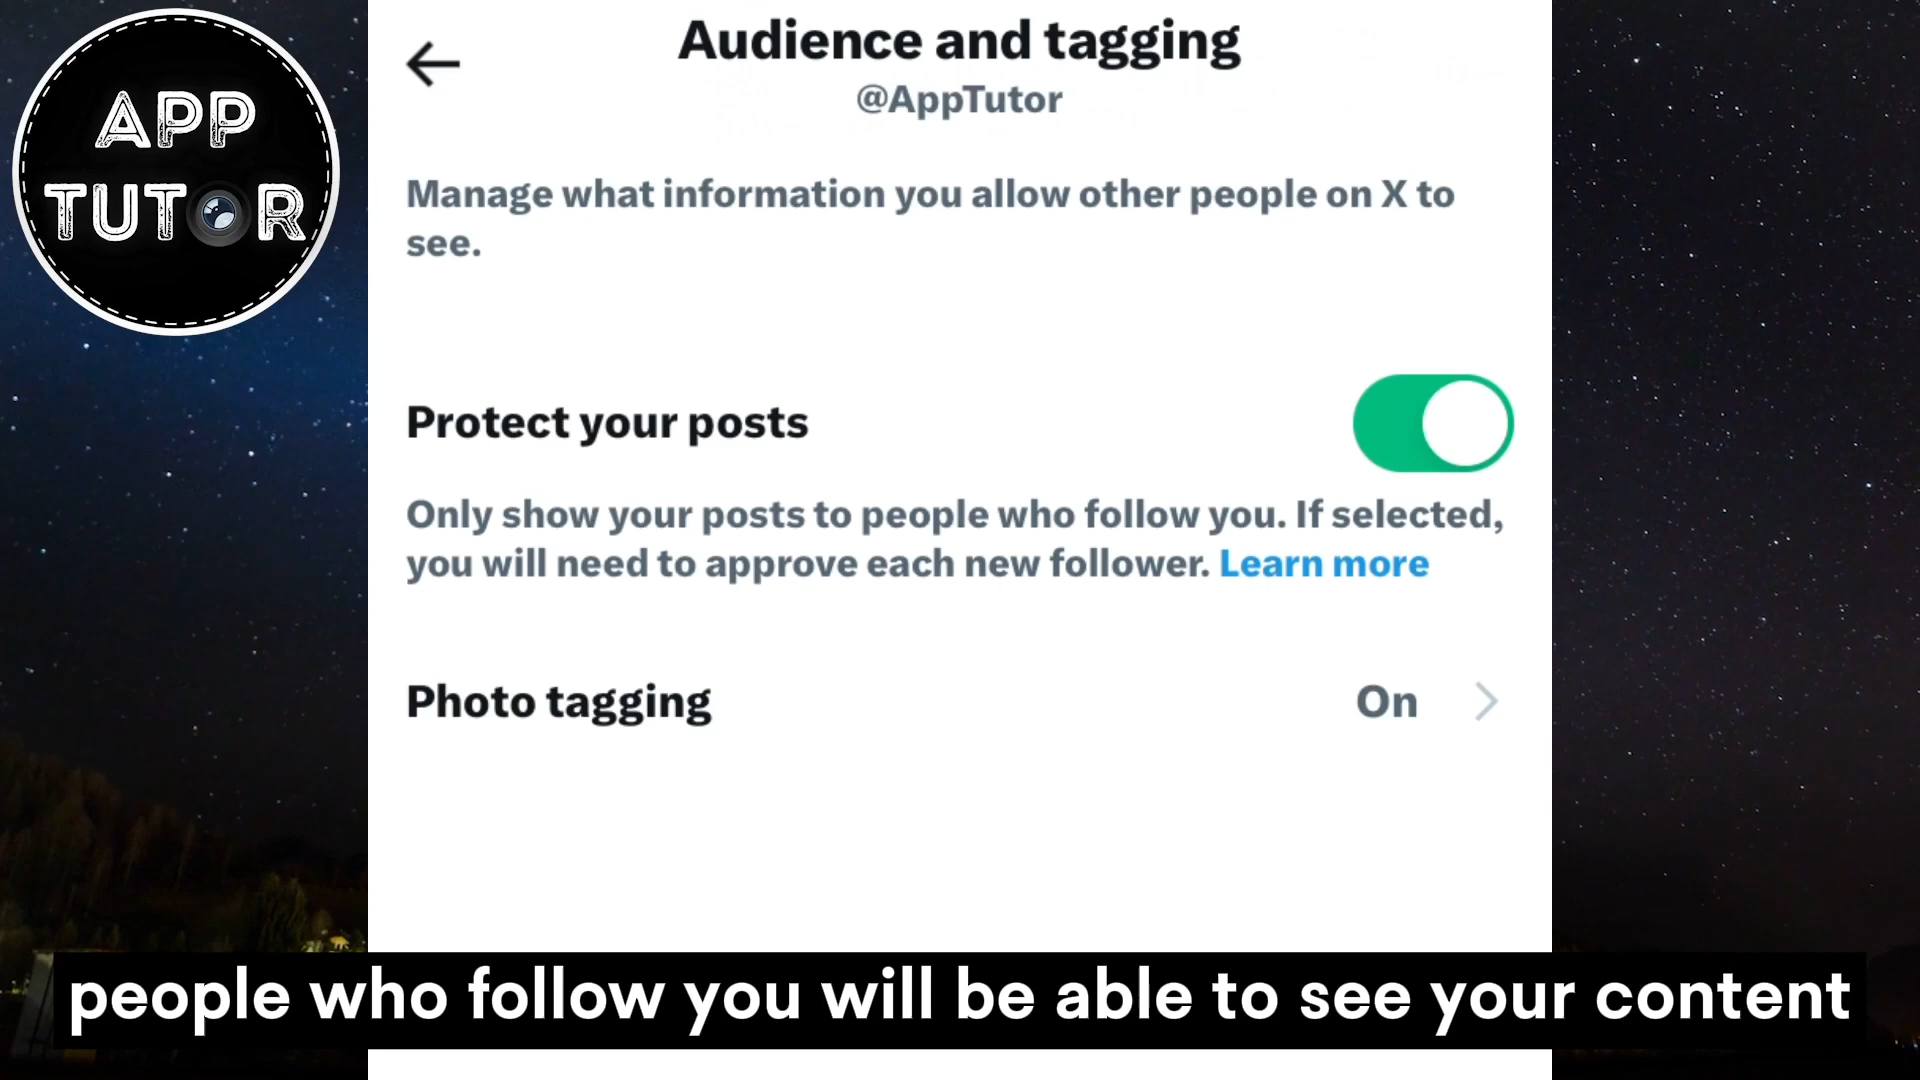 APP
TUTOR
Audience and tagging
@AppTutor
Manage what information you allow other people on X to
see.
Protect your posts
Only show your posts to people who follow you. If selected,
you will need to approve each new follower. Learn more
Photo tagging On
people who follow you will be able to see your content